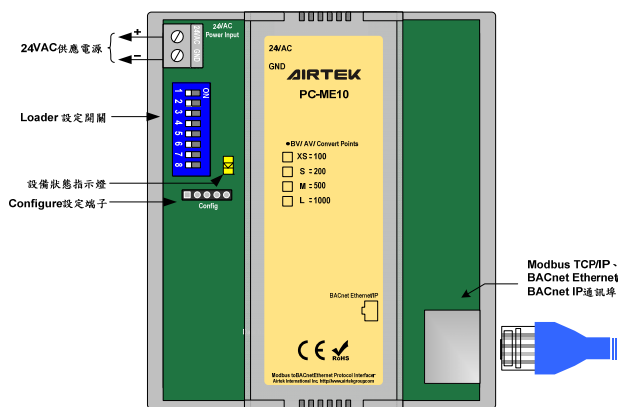 24VAC供應電源
+
−
24VAC
Power Input
24VAC GND
Loader 設定開關
ON
1
2
3
4
5
6
7
8
設備狀態指示燈
Configure設定端子
Config
24VAC
GND
AIRTEK
PC-ME10
●BV/ AV/ Convert Points
XS=100
S =200
M =500
L =1000
BACnet Ethernet/IP
CE RoHS
Modbus toBACnetEthernet Protocol Interfacer
Airtek International Inc. http://www.airtekgroup.com
Modbus TCP/IP、
BACnet Ethernet/
BACnet IP通訊埠